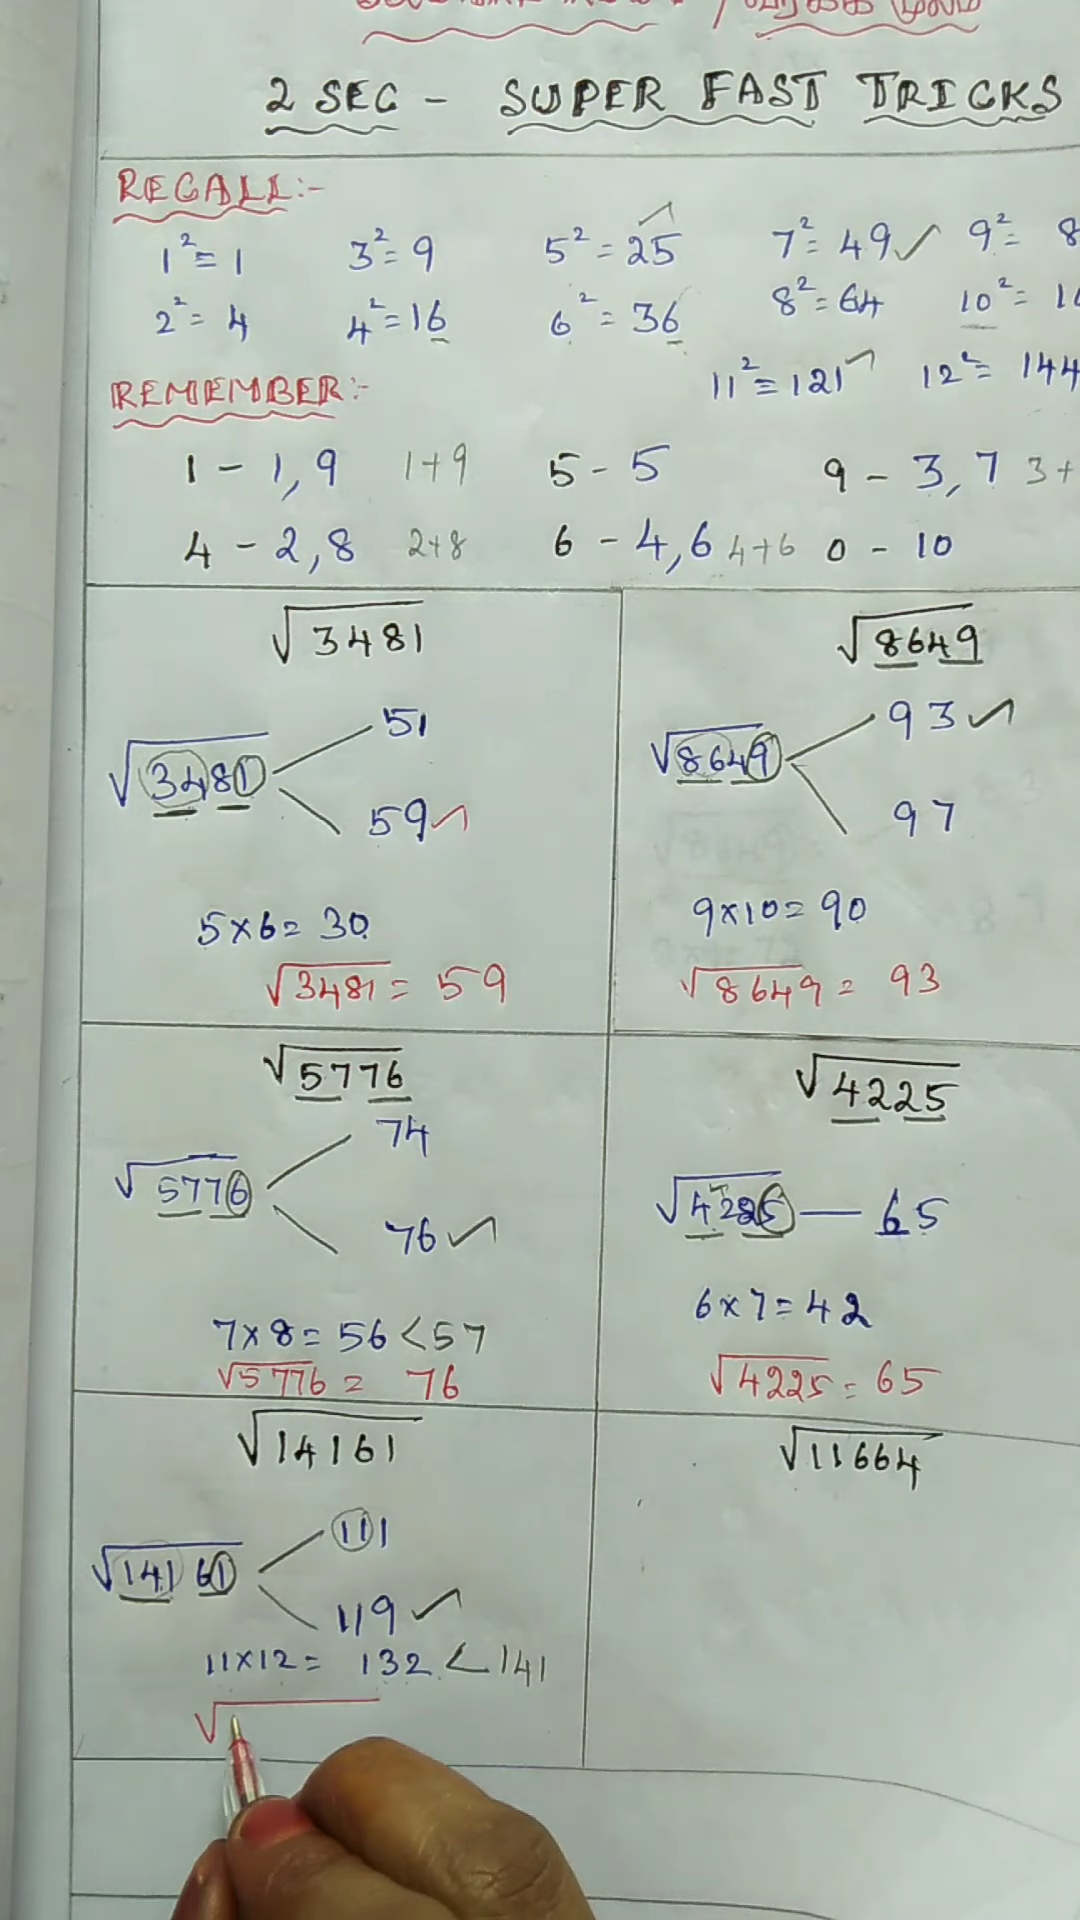 வர்க்க மூலம்
2 SEC - SUPER FAST TRICKS
RECALL:-
1² = 1 3² = 9 5² = 25 7² = 49 ✓ 9² = 8
2² = 4 4² = 16 6² = 36 8² = 64 10² = 10
11² = 121 12² = 144
REMEMBER:-
1 - 1, 9 1+9 5 - 5 9 - 3, 7 3+
4 - 2, 8 2+8 6 - 4, 6 4+6 0 - 10
√3481
√3481 51
59 ✓
5×6 = 30
√3481 = 59
√8649
√8649 93 ✓
97
9×10 = 90
√8649 = 93
√5776
√5776 74
76 ✓
7×8 = 56 < 57
√5776 = 76
√4225
√4225 — 65
6×7 = 42
√4225 = 65
√14161
√14161 111
119 ✓
11×12 = 132 < 141
√
√11664